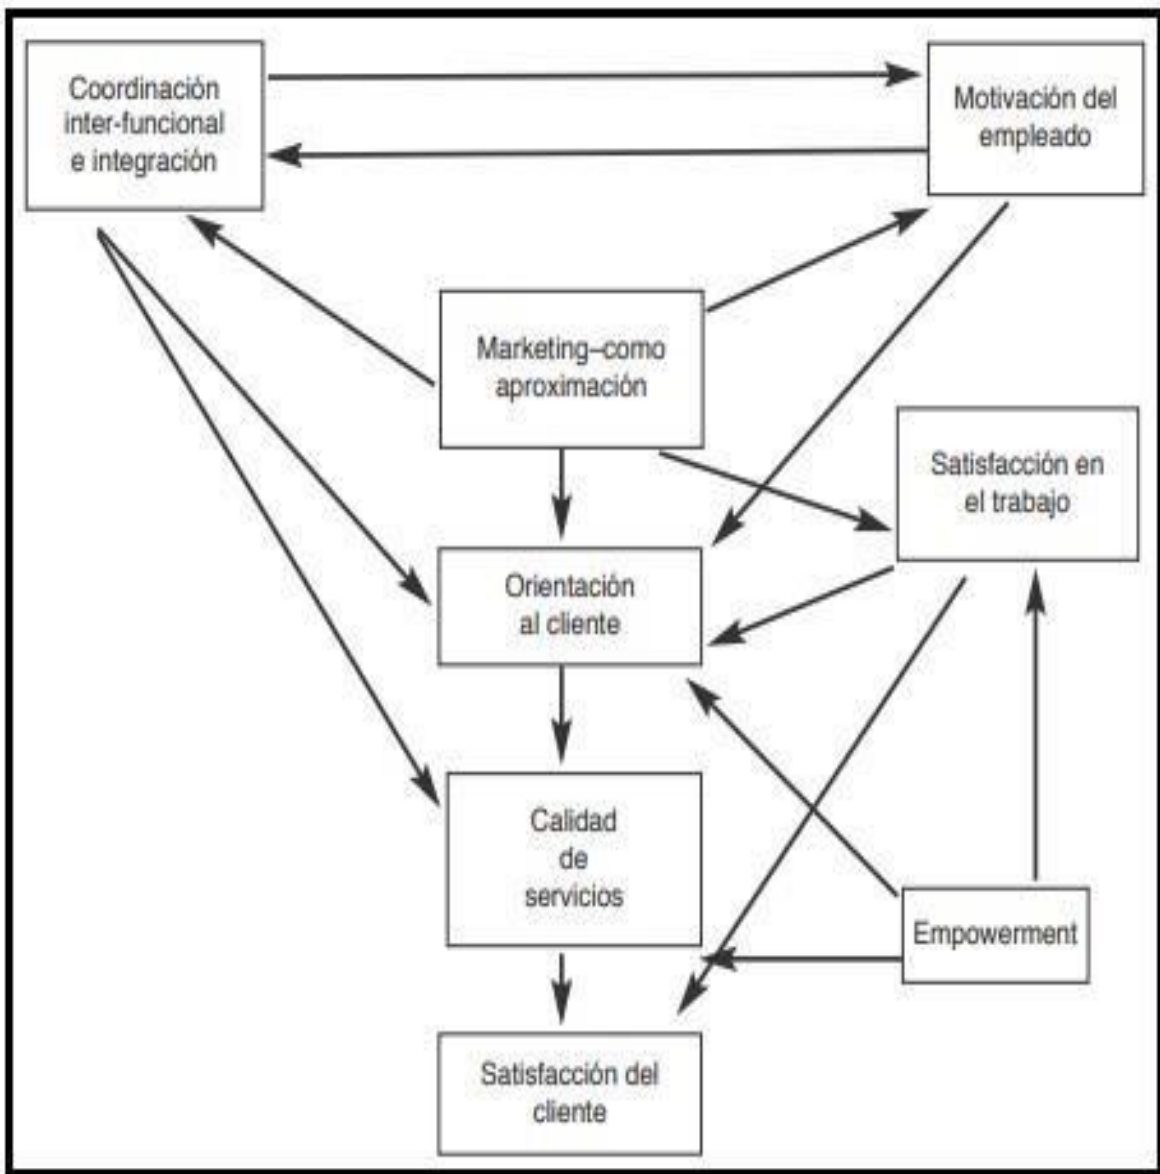 Coordinación
inter-funcional
e integración
Motivación del
empleado
Marketing–como
aproximación
Satisfacción en
el trabajo
Orientación
al cliente
Calidad
de
servicios
Empowerment
Satisfacción del
cliente